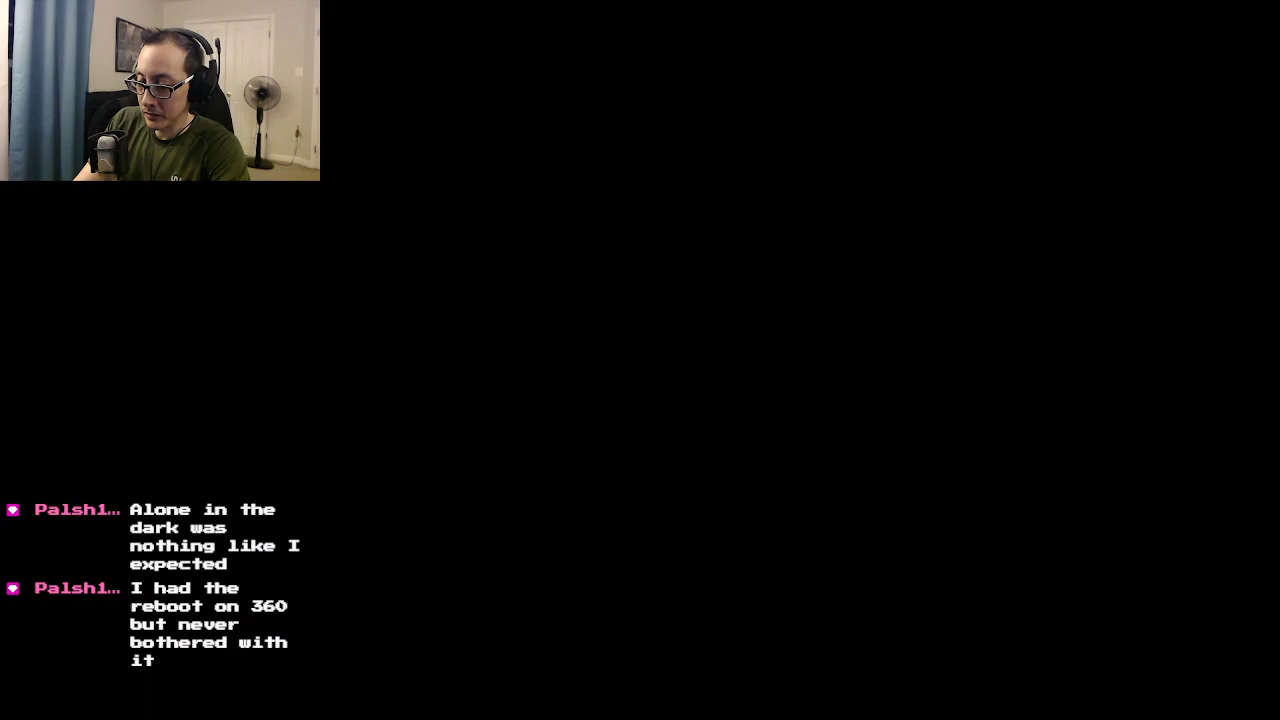 Palsh1... Alone in the
dark was
nothing like I
expected
Palsh1... I had the
reboot on 360
but never
bothered with
it